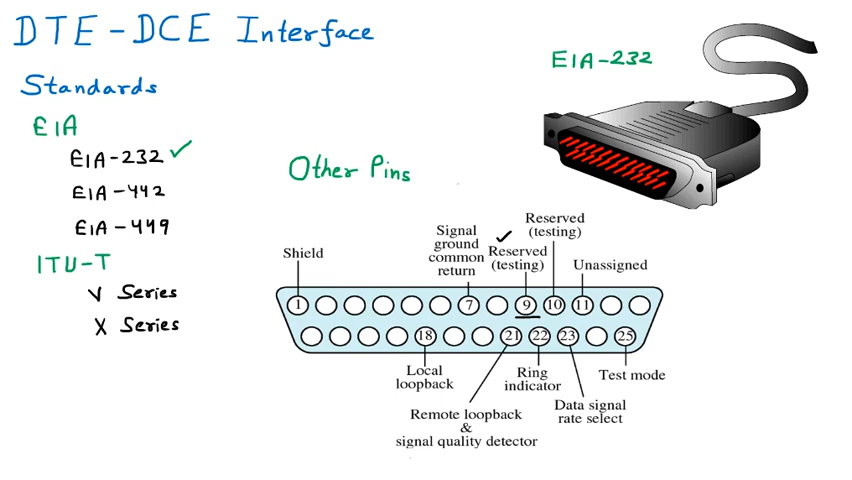 DTE-DCE Interface
EIA-232
Standards
EIA
EIA-232
EIA-442
EIA-449
ITU-T
V Series
X Series
Other Pins
Shield
Signal
ground
common
return
Reserved
(testing)
Reserved
(testing)
Unassigned
1 7 9 10 11
18 21 22 23 25
Local
loopback
Remote loopback
&
signal quality detector
Ring
indicator
Data signal
rate select
Test mode